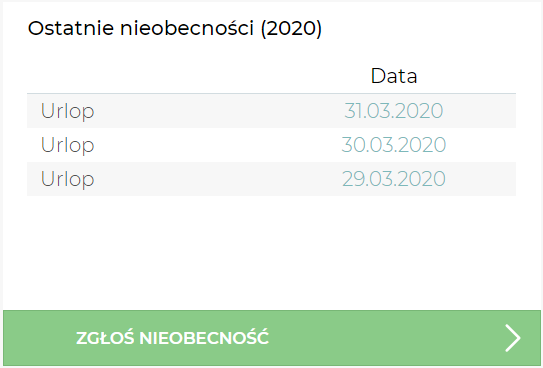 Ostatnie nieobecności (2020)
Data
Urlop 31.03.2020
Urlop 30.03.2020
Urlop 29.03.2020
ZGŁOŚ NIEOBECNOŚĆ